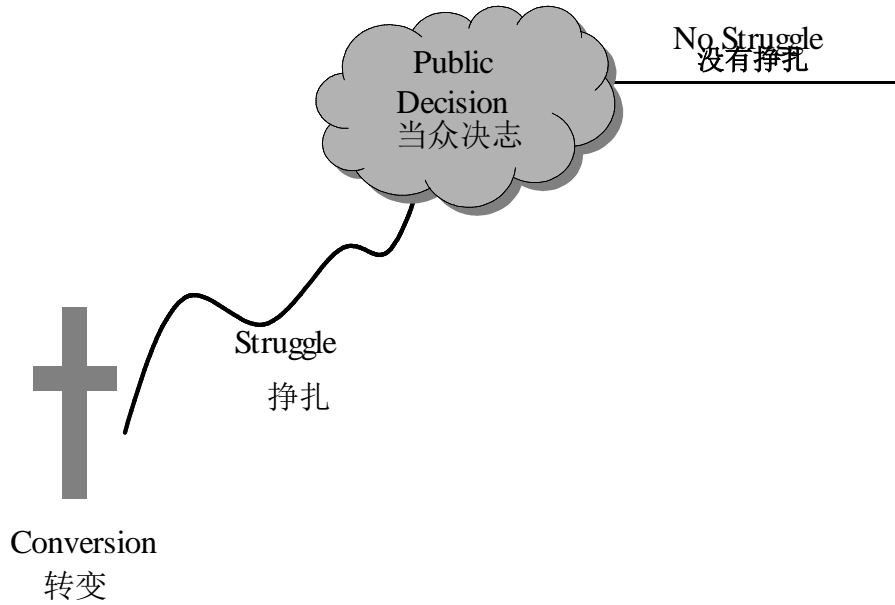 No Struggle
没有挣扎
Public
Decision
当众决志
Struggle
挣扎
Conversion
转变